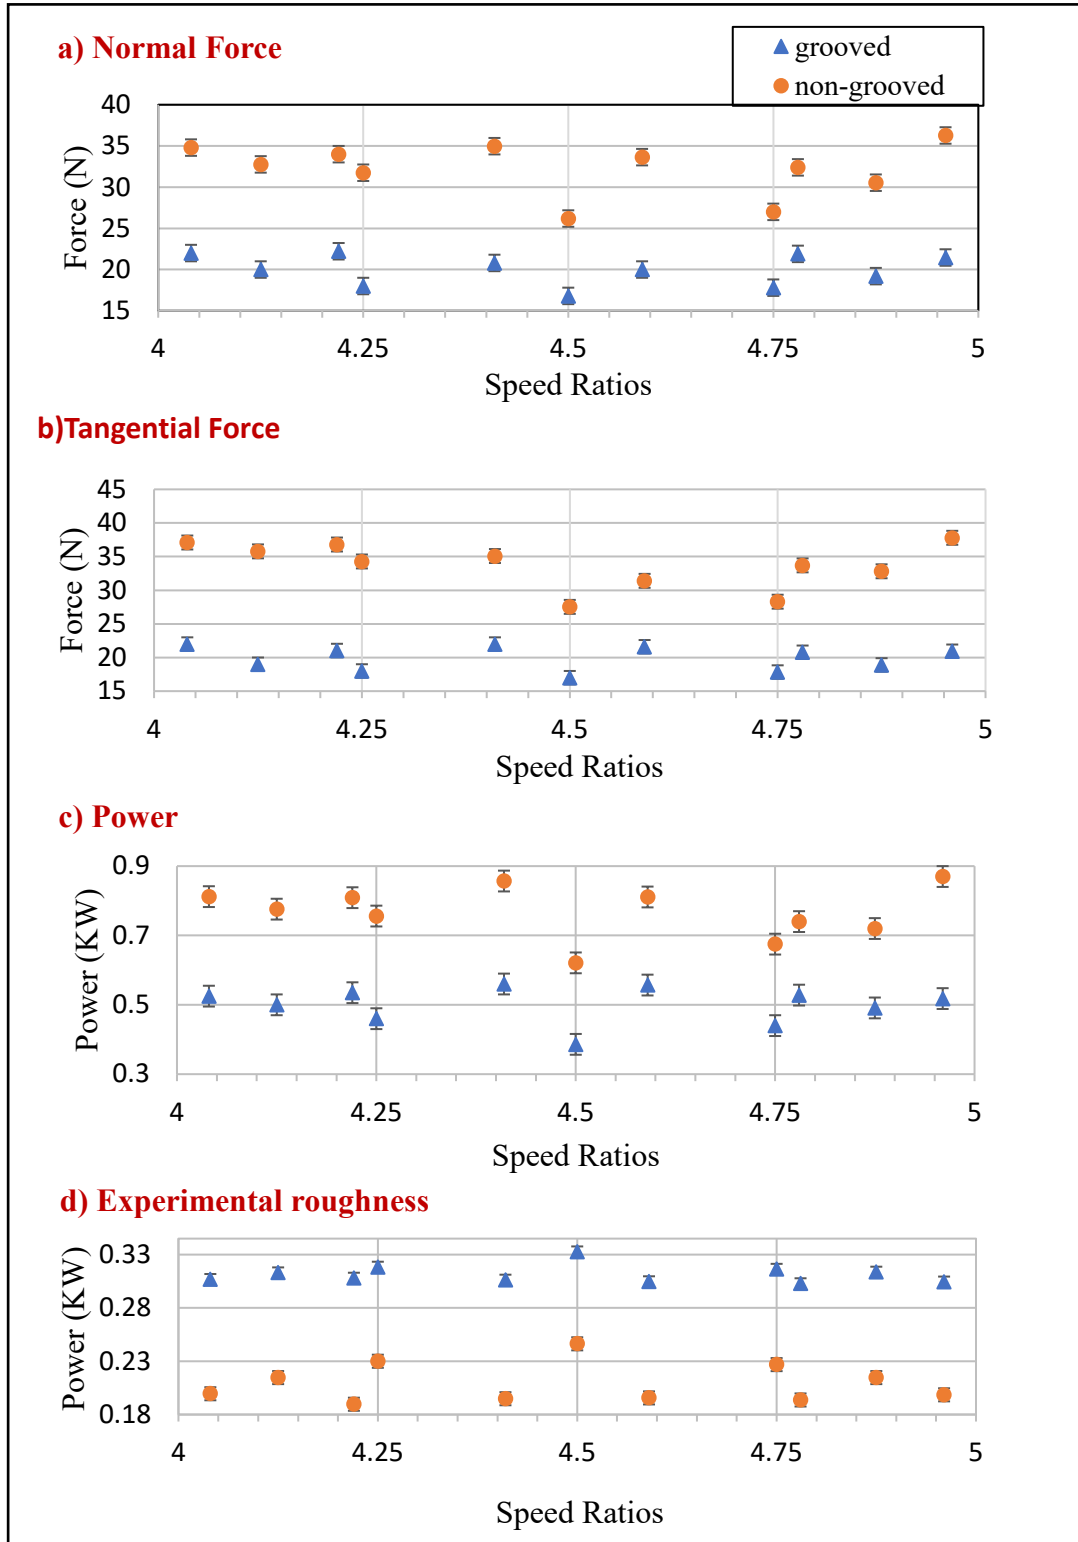 a) Normal Force
grooved
non-grooved
40
35
30
25
20
15
Force (N)
4
4.25
4.5
4.75
5
Speed Ratios
b)Tangential Force
45
40
35
30
25
20
15
Force (N)
4
4.25
4.5
4.75
5
Speed Ratios
c) Power
0.9
0.7
0.5
0.3
Power (KW)
4
4.25
4.5
4.75
5
Speed Ratios
d) Experimental roughness
0.33
0.28
0.23
0.18
Power (KW)
4
4.25
4.5
4.75
5
Speed Ratios